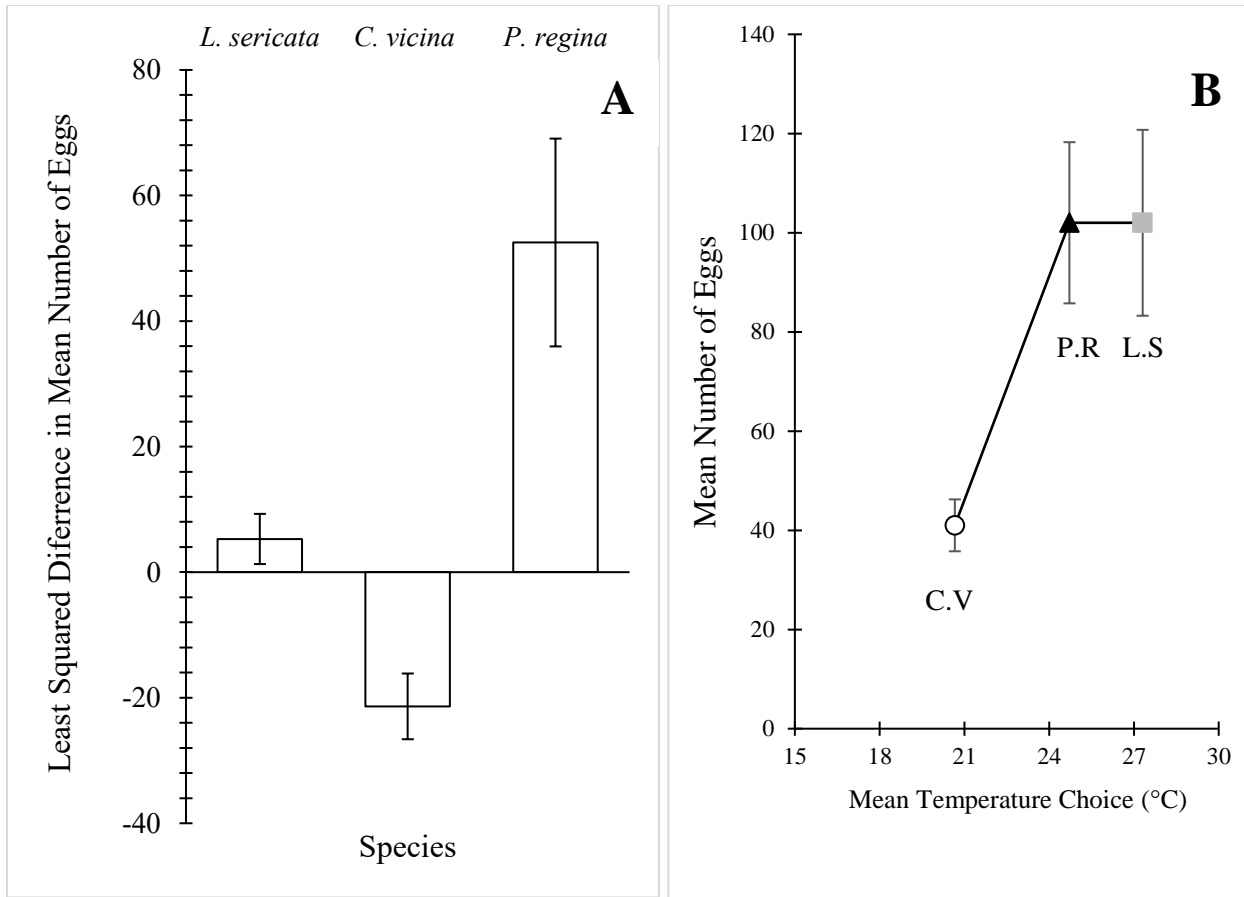 L. sericata C. vicina P. regina
A
Least Squared Diferrence in Mean Number of Eggs
80
60
40
20
0
-20
-40
Species
B
Mean Number of Eggs
140
120
100
80
60
40
20
0
P.R L.S
C.V
15 18 21 24 27 30
Mean Temperature Choice (°C)